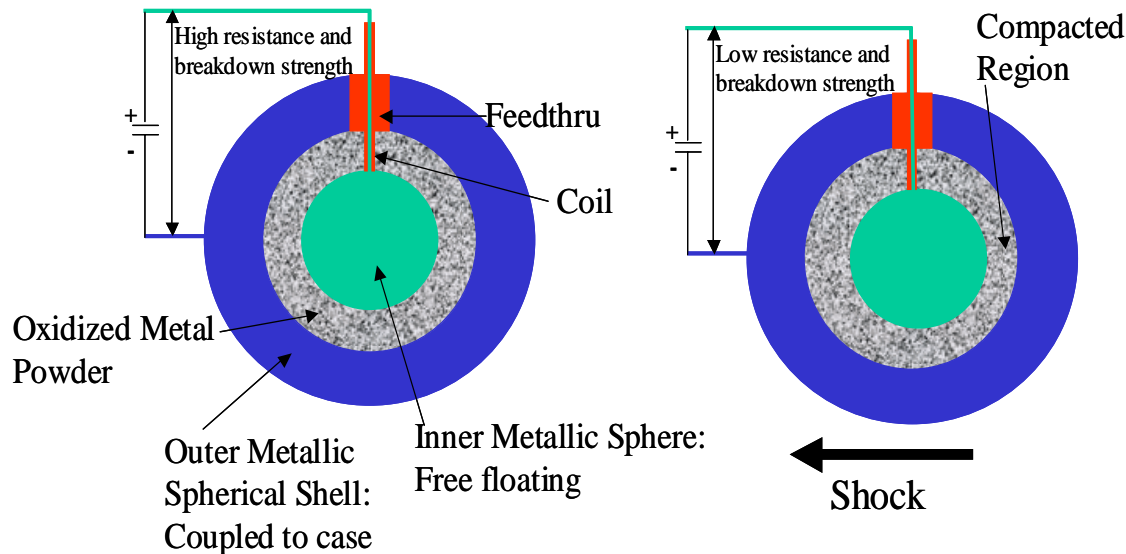 High resistance and
breakdown strength
+
-
Feedthru
Coil
Oxidized Metal
Powder
Outer Metallic
Spherical Shell:
Coupled to case
Inner Metallic Sphere:
Free floating
Low resistance and
breakdown strength
+
-
Compacted
Region
Shock